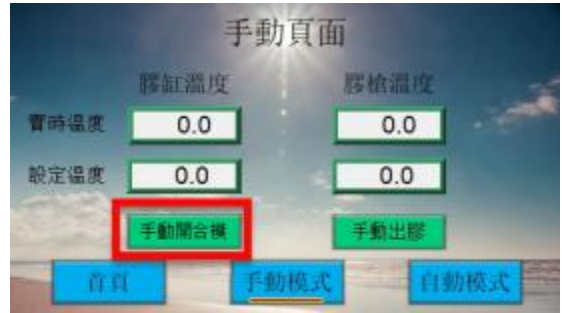 手動頁面
膠缸溫度 膠槍溫度
實時溫度 0.0 0.0
設定溫度 0.0 0.0
手動開合模 手動出膠
首頁 手動模式 自動模式